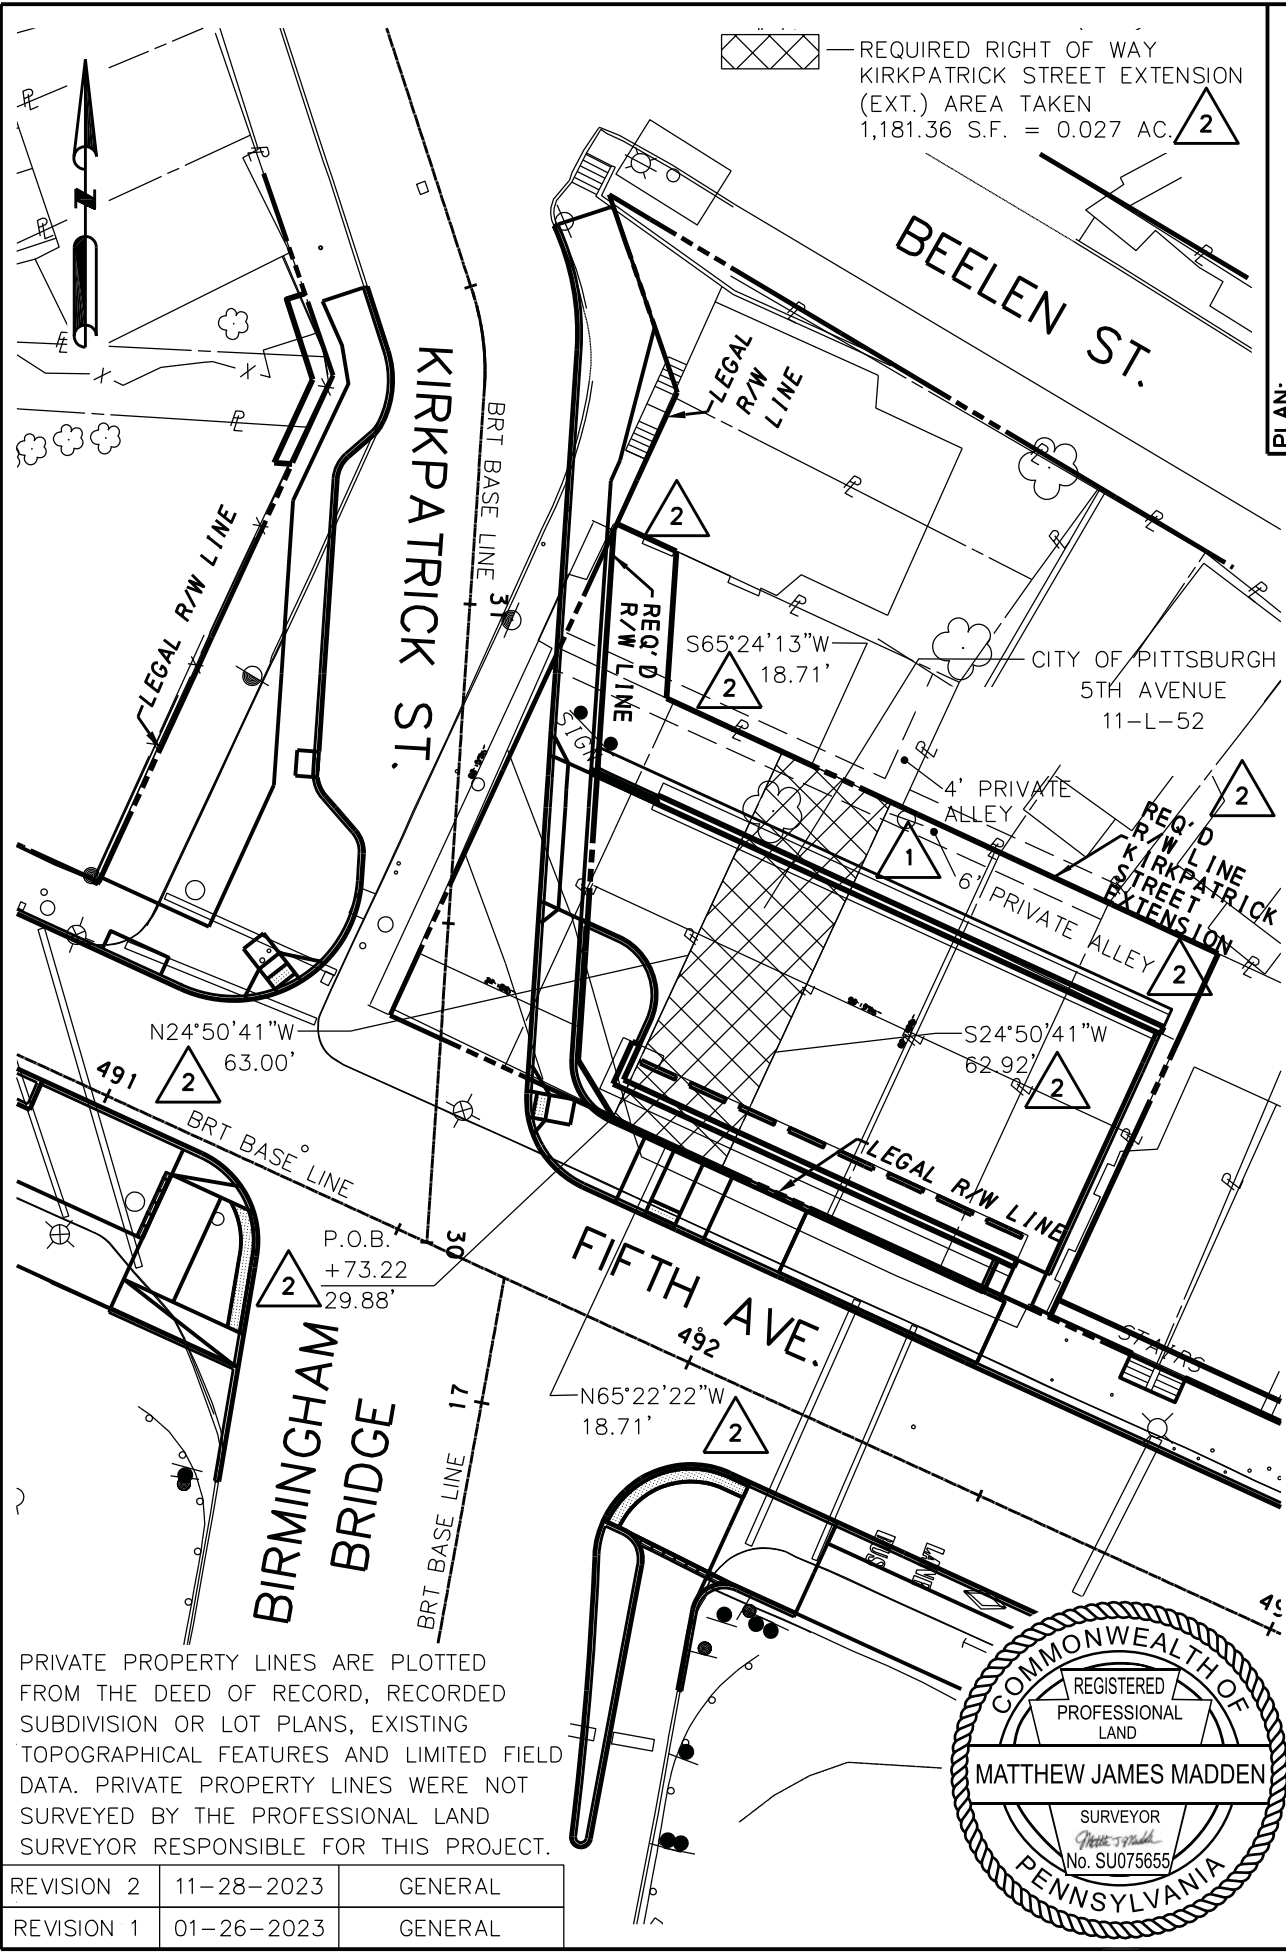 REQUIRED RIGHT OF WAY
KIRKPATRICK STREET EXTENSION
(EXT.) AREA TAKEN
1,181.36 S.F. = 0.027 AC.
2
PLAN:
N
BEELEN ST.
KIRKPATRICK ST.
BRT BASE LINE
31
LEGAL
R/W
LINE
LEGAL R/W LINE
2
REQ'D
R/W LINE
S65°24'13"W
18.71'
2
CITY OF PITTSBURGH
5TH AVENUE
11-L-52
SIGN
4' PRIVATE
ALLEY
2
REQ'D
R/W LINE
KIRKPATRICK
STREET
EXTENSION
1
6' PRIVATE ALLEY
2
N24°50'41"W
63.00'
2
S24°50'41"W
62.92'
2
491
BRT BASE LINE
LEGAL R/W LINE
P.O.B.
+73.22
29.88'
2
30
FIFTH AVE.
492
STAIRS
N65°22'22"W
18.71'
2
BIRMINGHAM
BRIDGE
17
BRT BASE LINE
LANE
BUS
49
PRIVATE PROPERTY LINES ARE PLOTTED
FROM THE DEED OF RECORD, RECORDED
SUBDIVISION OR LOT PLANS, EXISTING
TOPOGRAPHICAL FEATURES AND LIMITED FIELD
DATA. PRIVATE PROPERTY LINES WERE NOT
SURVEYED BY THE PROFESSIONAL LAND
SURVEYOR RESPONSIBLE FOR THIS PROJECT.
REVISION 2 11-28-2023 GENERAL
REVISION 1 01-26-2023 GENERAL
COMMONWEALTH OF
REGISTERED
PROFESSIONAL
LAND
MATTHEW JAMES MADDEN
SURVEYOR
No. SU075655
PENNSYLVANIA